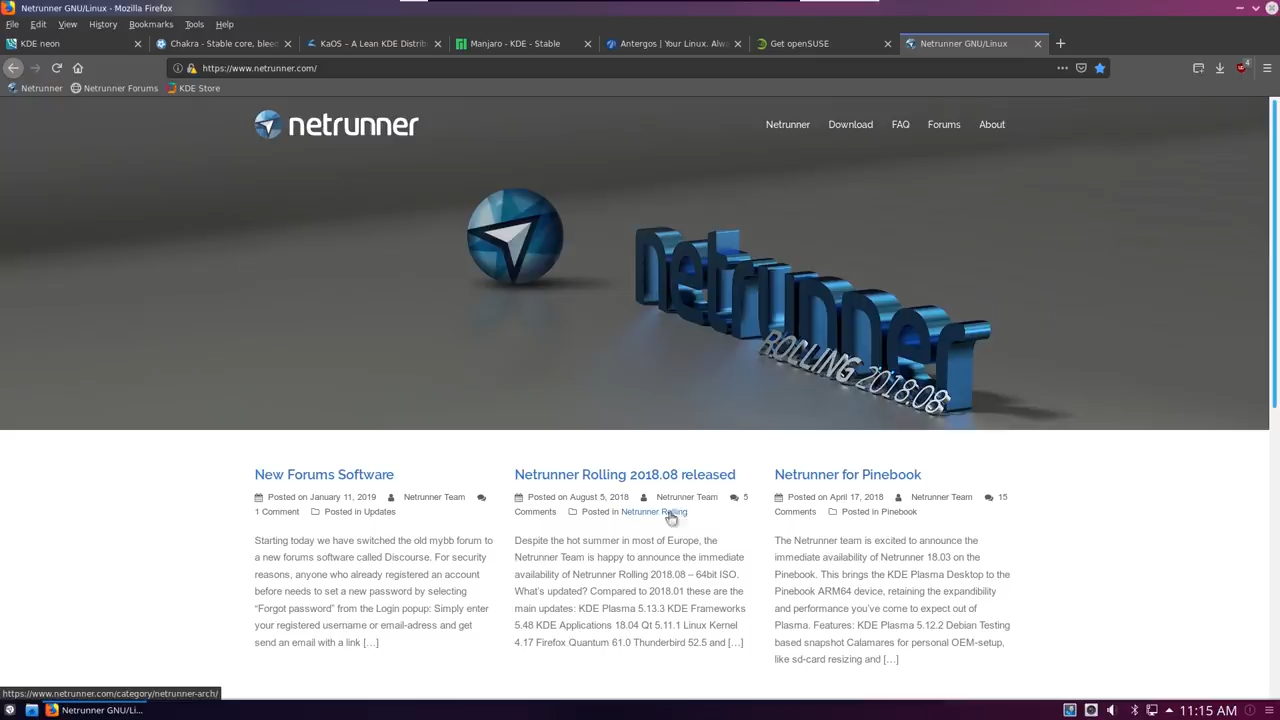 Netrunner GNU/Linux - Mozilla Firefox
File Edit View History Bookmarks Tools Help
KDE neon
Chakra - Stable core, blee
KaOS – A Lean KDE Distrib
Manjaro - KDE - Stable
Antergos | Your Linux. Alwa
Get openSUSE
Netrunner GNU/Linux
https://www.netrunner.com/
4
Netrunner Netrunner Forums KDE Store
netrunner
Netrunner Download FAQ Forums About
netrunner
ROLLING 2018.08
New Forums Software
Posted on January 11, 2019 Netrunner Team
1 Comment Posted in Updates
Starting today we have switched the old mybb forum to
a new forums software called Discourse. For security
reasons, anyone who already registered an account
before needs to set a new password by selecting
“Forgot password” from the Login popup: Simply enter
your registered username or email-adress and get
send an email with a link […]
Netrunner Rolling 2018.08 released
Posted on August 5, 2018 Netrunner Team 5
Comments Posted in Netrunner Rolling
Despite the hot summer in most of Europe, the
Netrunner Team is happy to announce the immediate
availability of Netrunner Rolling 2018.08 – 64bit ISO.
What’s updated? Compared to 2018.01 these are the
main updates: KDE Plasma 5.13.3 KDE Frameworks
5.48 KDE Applications 18.04 Qt 5.11.1 Linux Kernel
4.17 Firefox Quantum 61.0 Thunderbird 52.5 and […]
Netrunner for Pinebook
Posted on April 17, 2018 Netrunner Team 15
Comments Posted in Pinebook
The Netrunner team is excited to announce the
immediate availability of Netrunner 18.03 on the
Pinebook. This brings the KDE Plasma Desktop to the
Pinebook ARM64 device, retaining the expandability
and performance you’ve come to expect out of
Plasma. Features: KDE Plasma 5.12.2 Debian Testing
based snapshot Calamares for personal OEM-setup,
like sd-card resizing and […]
https://www.netrunner.com/category/netrunner-arch/
Netrunner GNU/Li...
11:15 AM